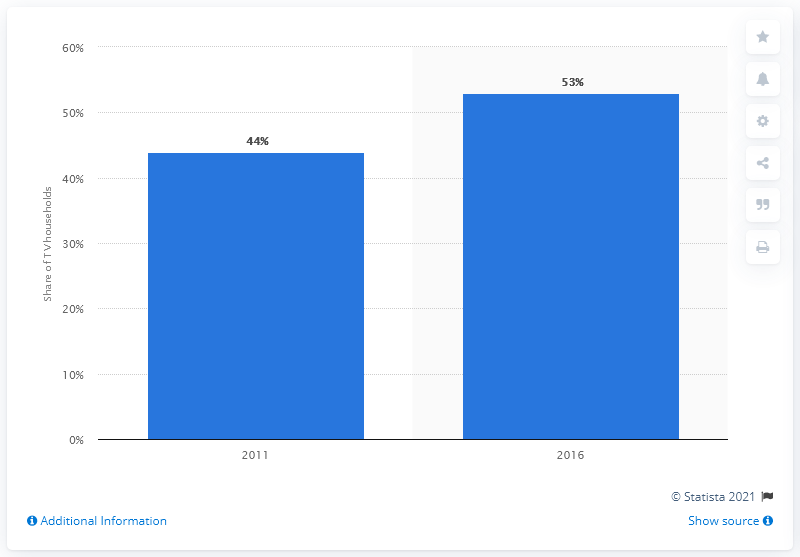 60%
50%
40%
30%
20%
10%
0%
Share of TV households
44%
53%
2011
2016
© Statista 2021
Additional Information
Show source